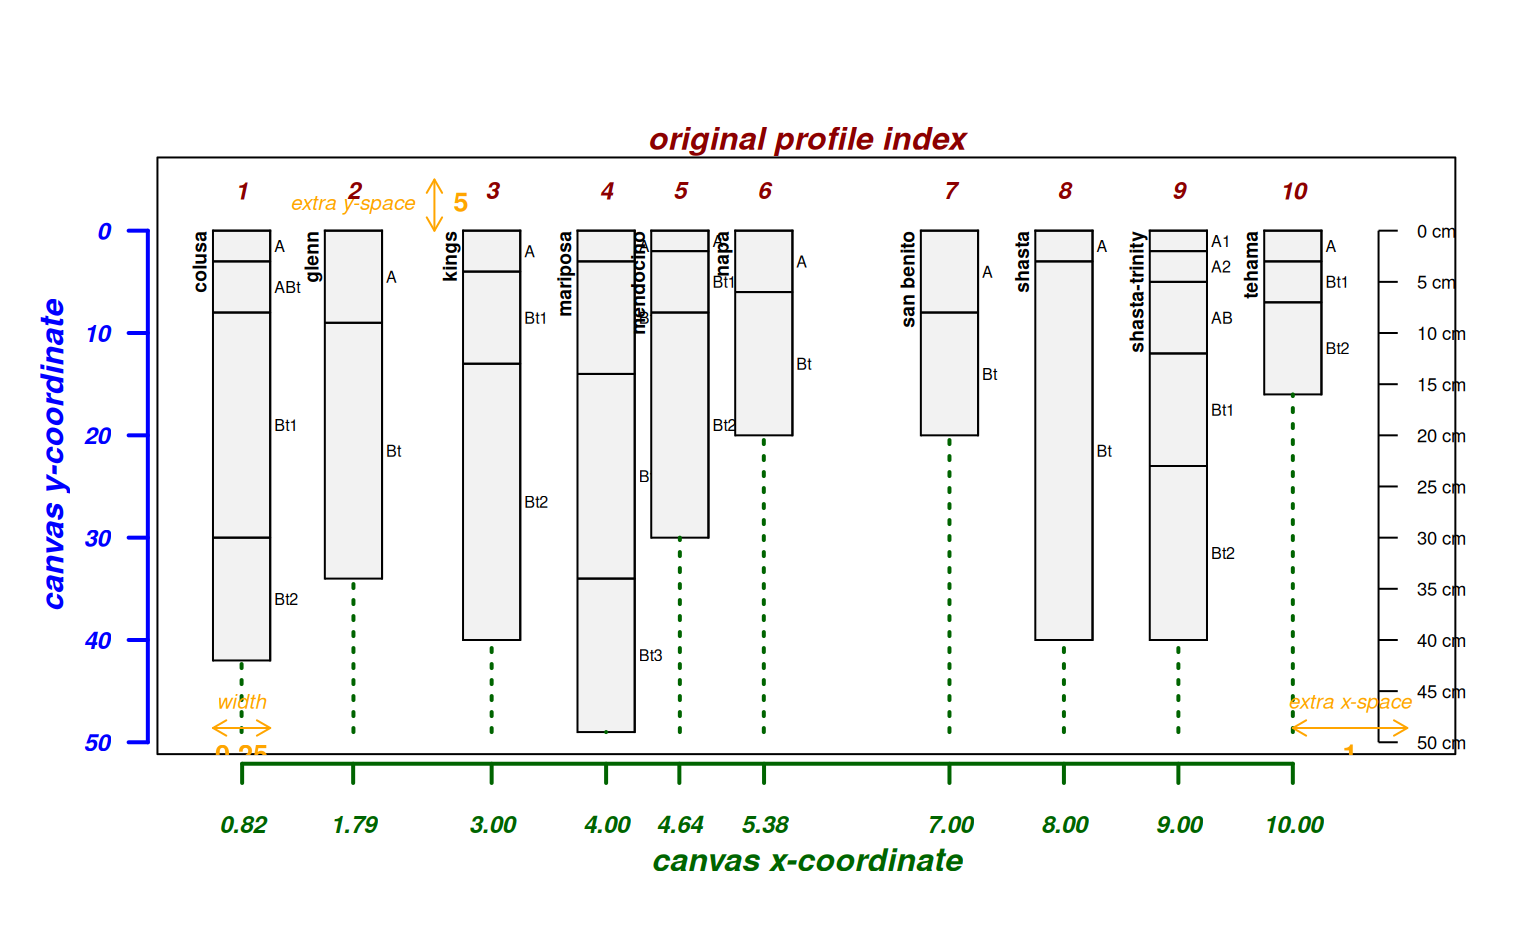 original profile index
1 2 3 4 5 6 7 8 9 10
extra y-space 5
canvas y-coordinate
0
10
20
30
40
50
colusa
A
ABt
Bt1
Bt2
glenn
A
Bt
kings
A
Bt1
Bt2
mariposa
A
Bt3
mendocino
A
Bt1
Bt2
napa
A
Bt
san benito
A
Bt
shasta
A
Bt
shasta-trinity
A1
A2
AB
Bt1
Bt2
tehama
A
Bt1
Bt2
0 cm
5 cm
10 cm
15 cm
20 cm
25 cm
30 cm
35 cm
40 cm
45 cm
50 cm
width
0.25
extra x-space
1
0.82 1.79 3.00 4.00 4.64 5.38 7.00 8.00 9.00 10.00
canvas x-coordinate